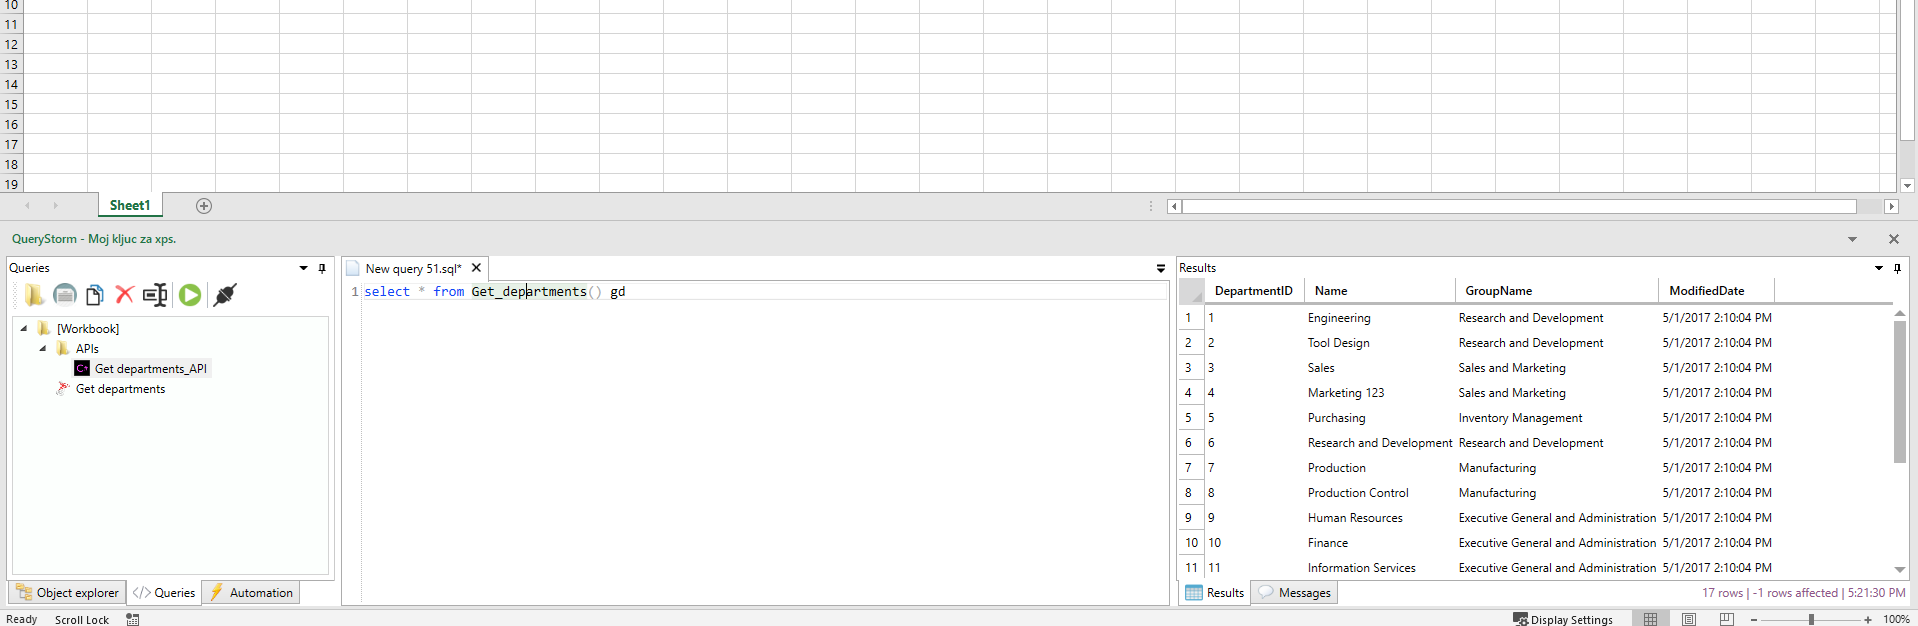 10
11
12
13
14
15
16
17
18
19
Sheet1
QueryStorm - Moj kljuc za xps.
Queries
[Workbook]
APIs
C# Get departments_API
Get departments
Object explorer
</> Queries
Automation
New query 51.sql*
1 select * from Get_departments() gd
Results
DepartmentID Name GroupName ModifiedDate
1 1 Engineering Research and Development 5/1/2017 2:10:04 PM
2 2 Tool Design Research and Development 5/1/2017 2:10:04 PM
3 3 Sales Sales and Marketing 5/1/2017 2:10:04 PM
4 4 Marketing 123 Sales and Marketing 5/1/2017 2:10:04 PM
5 5 Purchasing Inventory Management 5/1/2017 2:10:04 PM
6 6 Research and Development Research and Development 5/1/2017 2:10:04 PM
7 7 Production Manufacturing 5/1/2017 2:10:04 PM
8 8 Production Control Manufacturing 5/1/2017 2:10:04 PM
9 9 Human Resources Executive General and Administration 5/1/2017 2:10:04 PM
10 10 Finance Executive General and Administration 5/1/2017 2:10:04 PM
11 11 Information Services Executive General and Administration 5/1/2017 2:10:04 PM
Results Messages 17 rows | -1 rows affected | 5:21:30 PM
Ready Scroll Lock Display Settings 100%